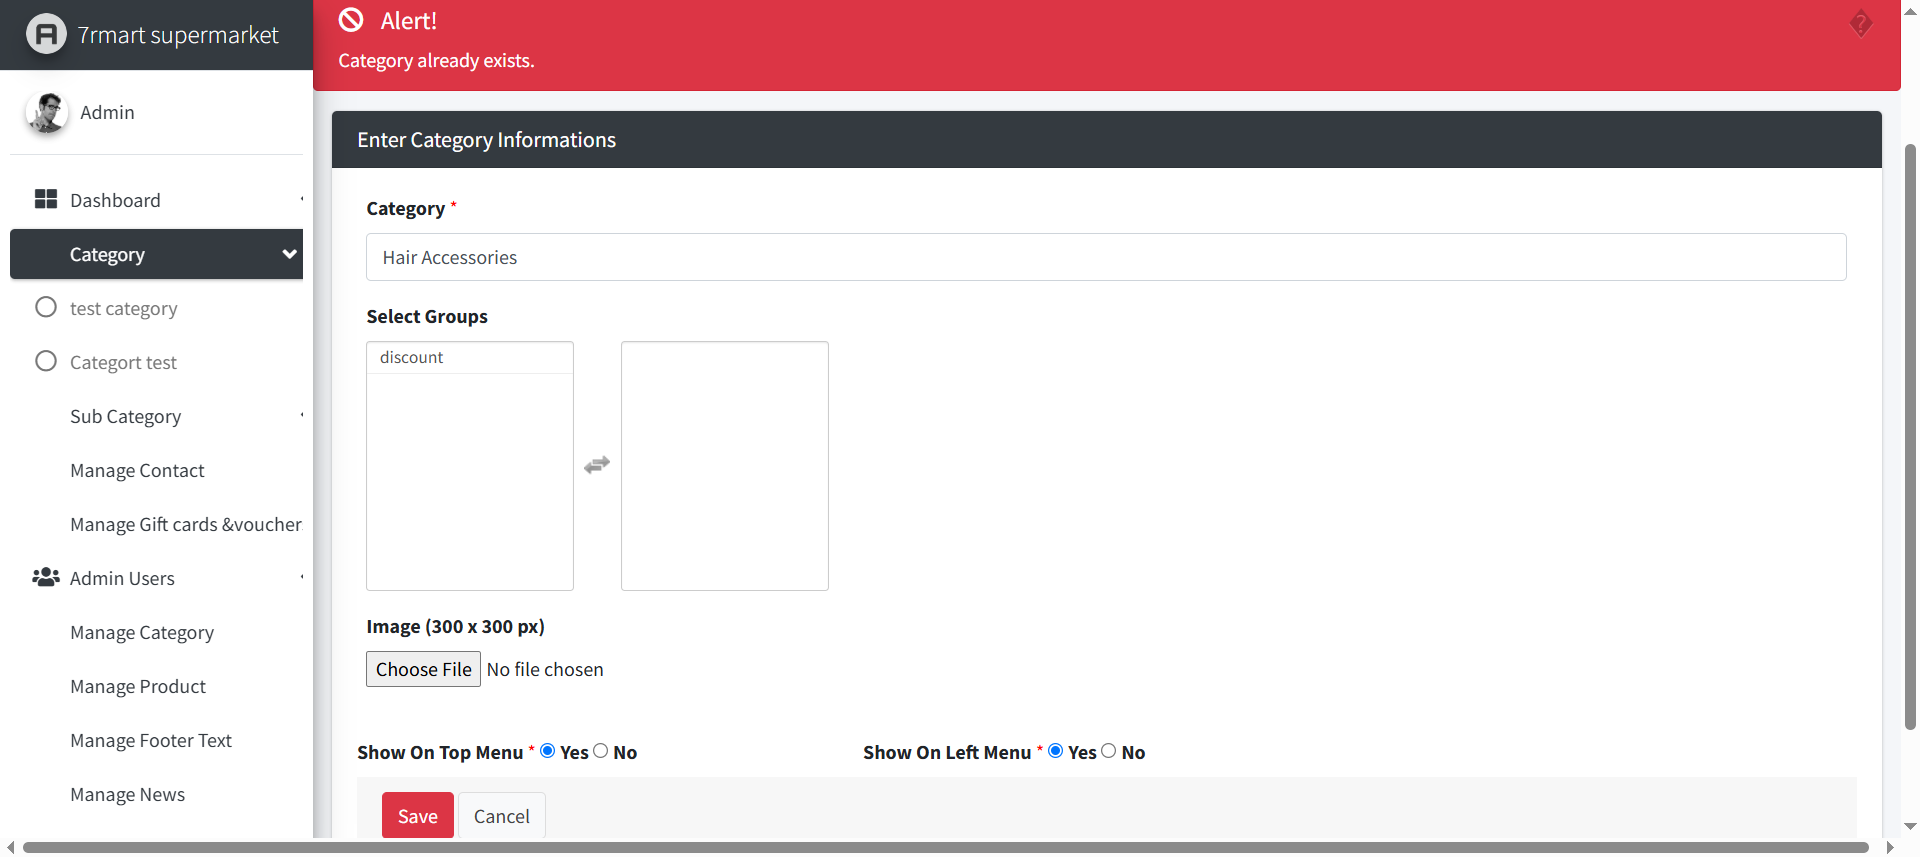 7rmart supermarket
Admin
Dashboard
Category
test category
Categort test
Sub Category
Manage Contact
Manage Gift cards &voucher
Admin Users
Manage Category
Manage Product
Manage Footer Text
Manage News
Alert!
Category already exists.
Enter Category Informations
Category *
Hair Accessories
Select Groups
discount
Image (300 x 300 px)
Choose File No file chosen
Show On Top Menu * Yes No
Show On Left Menu * Yes No
Save Cancel